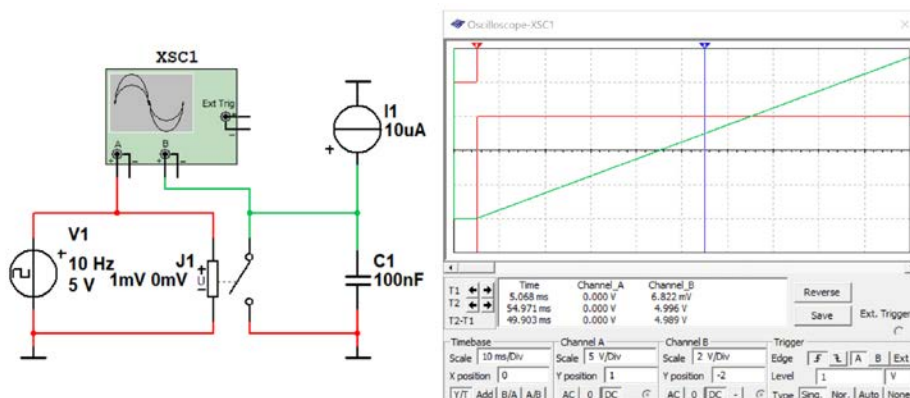 XSC1
Ext Trig
A
B
I1
10uA
V1
10 Hz
5 V
J1
1mV 0mV
C1
100nF
Oscilloscope-XSC1
T1
T2
T2-T1
Time
Channel_A
Channel_B
5.068 ms
0.000 V
6.822 mV
54.971 ms
0.000 V
4.996 V
49.903 ms
0.000 V
4.989 V
Reverse
Save
Ext. Trigger
Timebase
Scale 10 ms/Div
X position 0
Y/T Add B/A A/B
Channel A
Scale 5 V/Div
Y position 1
AC 0 DC
Channel B
Scale 2 V/Div
Y position -2
AC 0 DC -
Trigger
Edge A B Ext
Level 1 V
Type Sing. Nor. Auto None